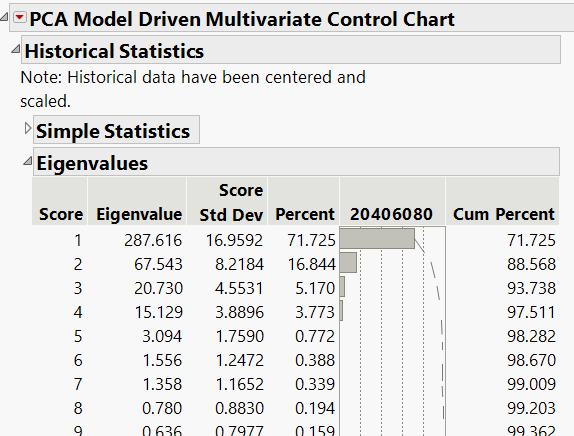 PCA Model Driven Multivariate Control Chart
Historical Statistics
Note: Historical data have been centered and
scaled.
Simple Statistics
Eigenvalues
Score
Score Eigenvalue Std Dev Percent 20406080 Cum Percent
1 287.616 16.9592 71.725 71.725
2 67.543 8.2184 16.844 88.568
3 20.730 4.5531 5.170 93.738
4 15.129 3.8896 3.773 97.511
5 3.094 1.7590 0.772 98.282
6 1.556 1.2472 0.388 98.670
7 1.358 1.1652 0.339 99.009
8 0.780 0.8830 0.194 99.203
9 0.636 0.7977 0.159 99.362